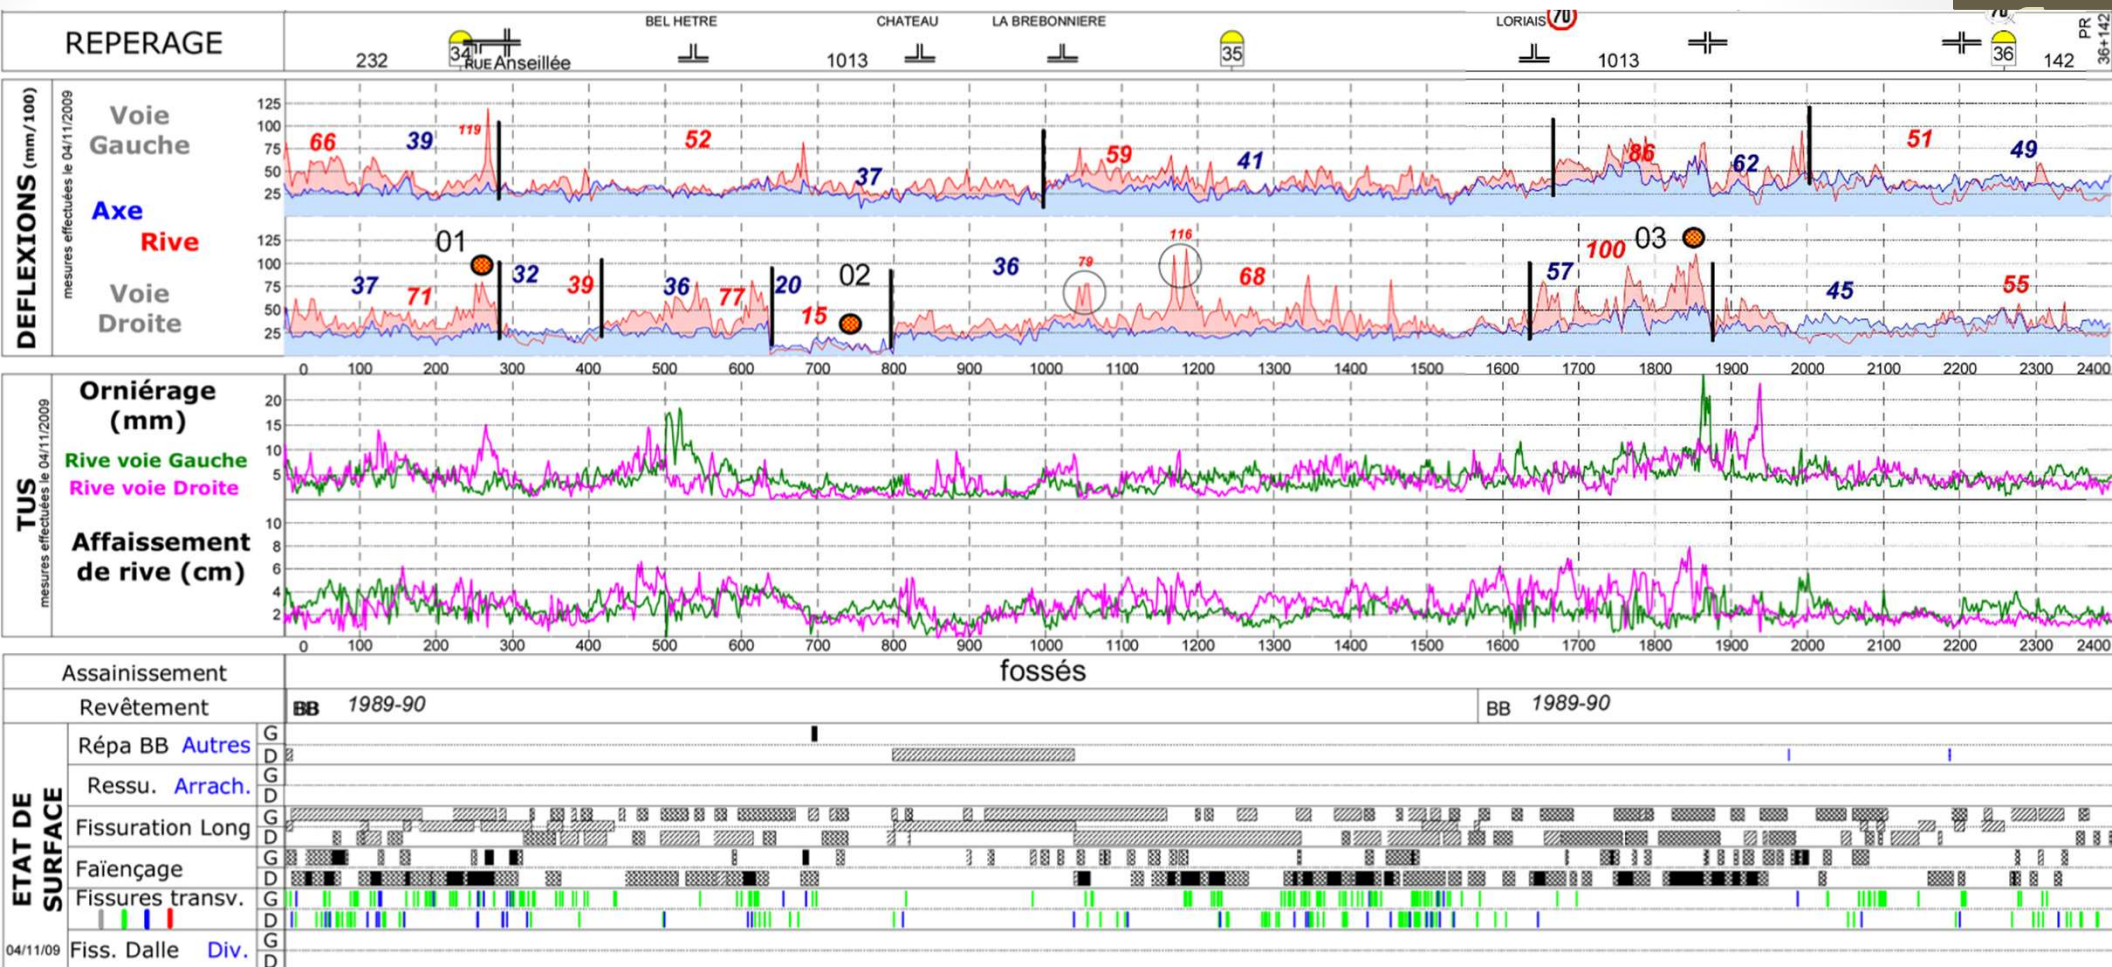 BEL HETRE CHATEAU LA BREBONNIERE LORIAIS 70 70
REPERAGE 232 34 RUE Anseillée 1013 35 1013 36 142 PR 36+142
DEFLEXIONS (mm/100)
mesures effectuées le 04/11/2009
Voie
Gauche
Axe
Rive
Voie
Droite
125
100
75
50
25
66 39 119 52 37 59 41 86 62 51 49
125
100
75
50
25
01 02 03
37 71 32 39 36 77 20 15 36 79 116 68 57 100 45 55
0 100 200 300 400 500 600 700 800 900 1000 1100 1200 1300 1400 1500 1600 1700 1800 1900 2000 2100 2200 2300 2400
TUS
mesures effectuées le 04/11/2009
Orniérage
(mm)
Rive voie Gauche
Rive voie Droite
20
15
10
5
Affaissement
de rive (cm)
10
8
6
4
2
0 100 200 300 400 500 600 700 800 900 1000 1100 1200 1300 1400 1500 1600 1700 1800 1900 2000 2100 2200 2300 2400
Assainissement fossés
Revêtement BB 1989-90 BB 1989-90
ETAT DE
SURFACE
04/11/09
Répa BB Autres G
D
Ressu. Arrach. G
D
Fissuration Long G
D
Faïençage G
D
Fissures transv. G
D
Fiss. Dalle Div. G
D